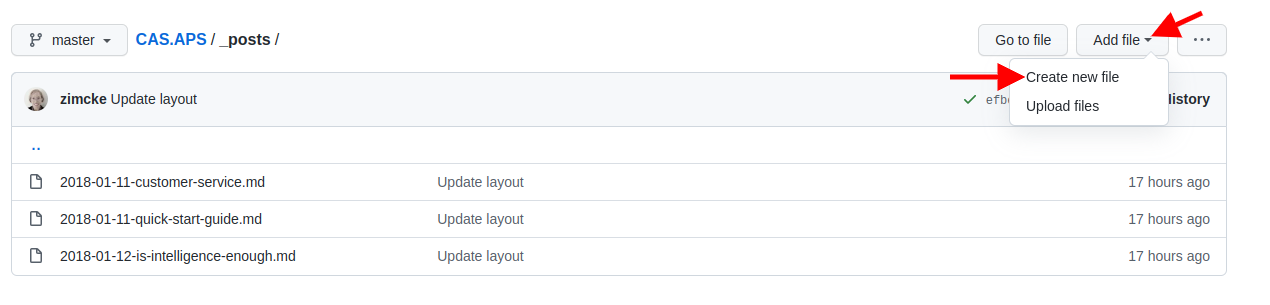 master CAS.APS / _posts / Go to file Add file ...
Create new file
zimcke Update layout
Upload files
..
2018-01-11-customer-service.md Update layout 17 hours ago
2018-01-11-quick-start-guide.md Update layout 17 hours ago
2018-01-12-is-intelligence-enough.md Update layout 17 hours ago